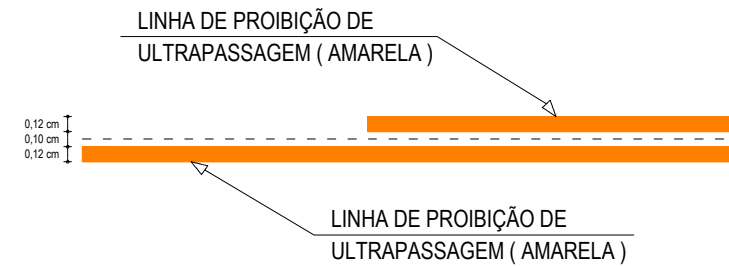 LINHA DE PROIBIÇÃO DE
ULTRAPASSAGEM ( AMARELA )
0,12 cm
0,10 cm
0,12 cm
LINHA DE PROIBIÇÃO DE
ULTRAPASSAGEM ( AMARELA )